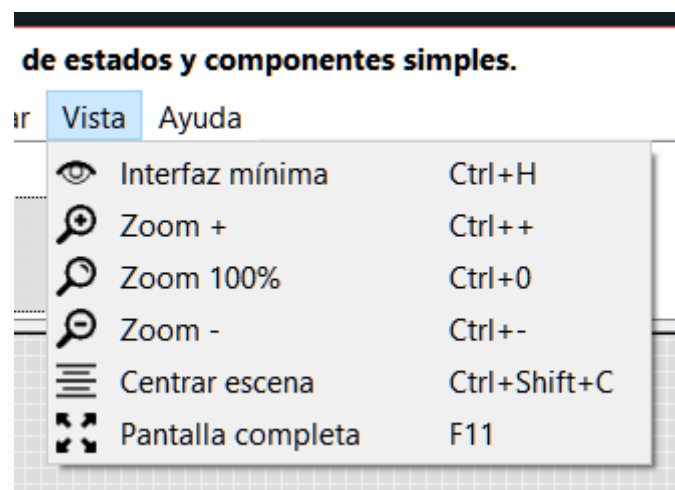 de estados y componentes simples.
ar Vista Ayuda
Interfaz mínima Ctrl+H
Zoom + Ctrl++
Zoom 100% Ctrl+0
Zoom - Ctrl+-
Centrar escena Ctrl+Shift+C
Pantalla completa F11